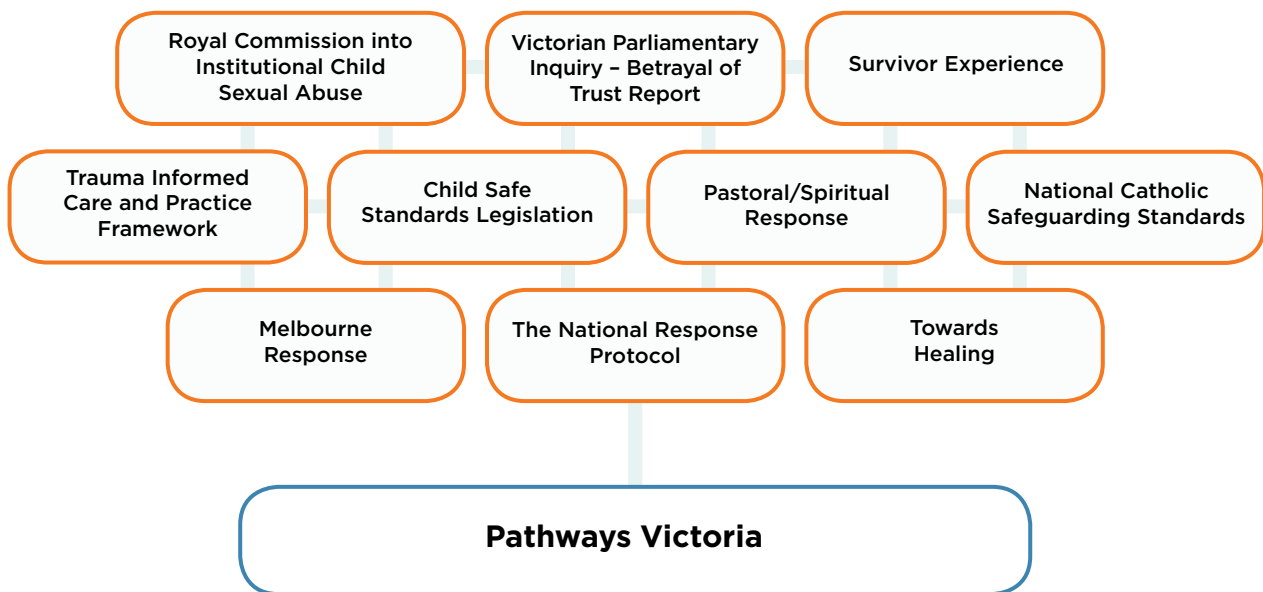 Royal Commission into
Institutional Child
Sexual Abuse
Victorian Parliamentary
Inquiry – Betrayal of
Trust Report
Survivor Experience
Trauma Informed
Care and Practice
Framework
Child Safe
Standards Legislation
Pastoral/Spiritual
Response
National Catholic
Safeguarding Standards
Melbourne
Response
The National Response
Protocol
Towards
Healing
Pathways Victoria